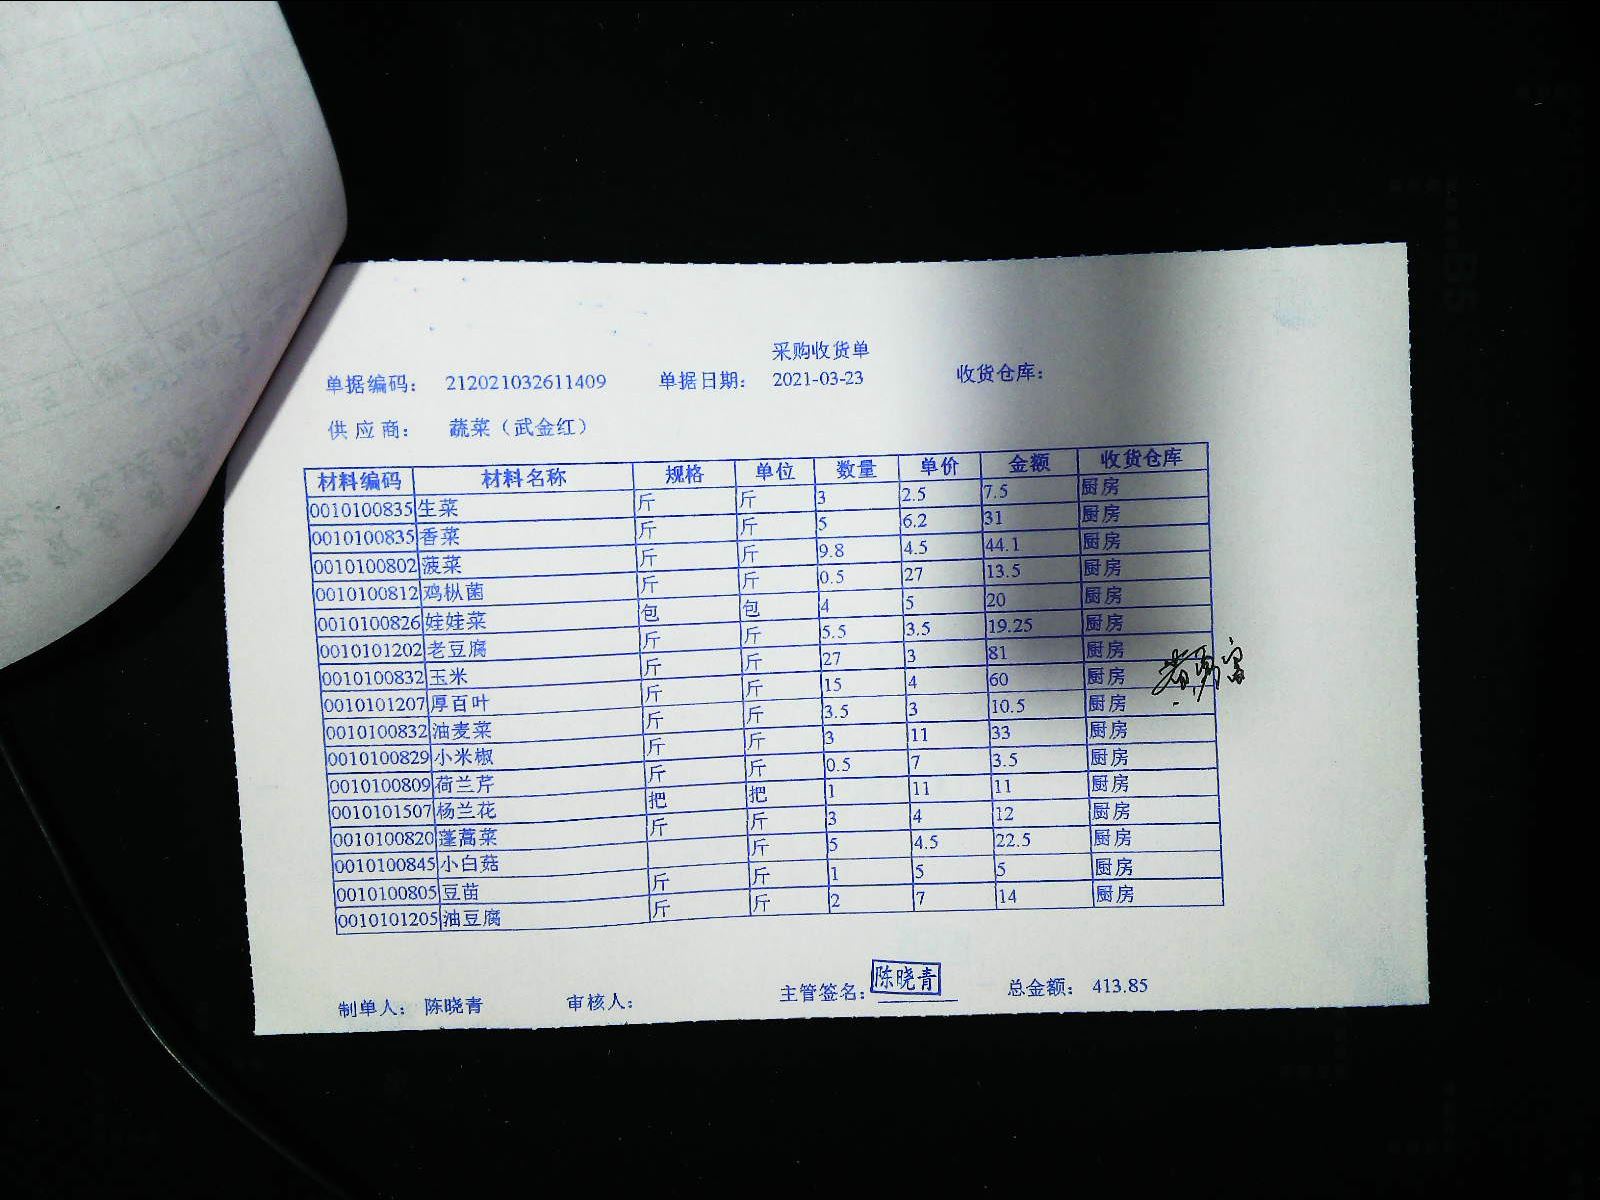 采购收货单
单据编码： 212021032611409 单据日期： 2021-03-23 收货仓库：
供 应 商： 蔬菜（武金红）
材料编码 材料名称 规格 单位 数量 单价 金额 收货仓库
0010100835 生菜 斤 斤 3 2.5 7.5 厨房
0010100835 香菜 斤 斤 5 6.2 31 厨房
0010100802 菠菜 斤 斤 9.8 4.5 44.1 厨房
0010100812 鸡枞菌 斤 斤 0.5 27 13.5 厨房
0010100826 娃娃菜 包 包 4 5 20 厨房
0010101202 老豆腐 斤 斤 5.5 3.5 19.25 厨房
0010100832 玉米 斤 斤 27 3 81 厨房
0010101207 厚百叶 斤 斤 15 4 60 厨房
0010100832 油麦菜 斤 斤 3.5 3 10.5 厨房
0010100829 小米椒 斤 斤 3 11 33 厨房
0010100809 荷兰芹 斤 斤 0.5 7 3.5 厨房
0010101507 杨兰花 把 把 1 11 11 厨房
0010100820 蓬蒿菜 斤 斤 3 4 12 厨房
0010100845 小白菇 斤 5 4.5 22.5 厨房
0010100805 豆苗 斤 斤 1 5 5 厨房
0010101205 油豆腐 斤 斤 2 7 14 厨房
制单人： 陈晓青 审核人： 主管签名： 陈晓青 总金额： 413.85